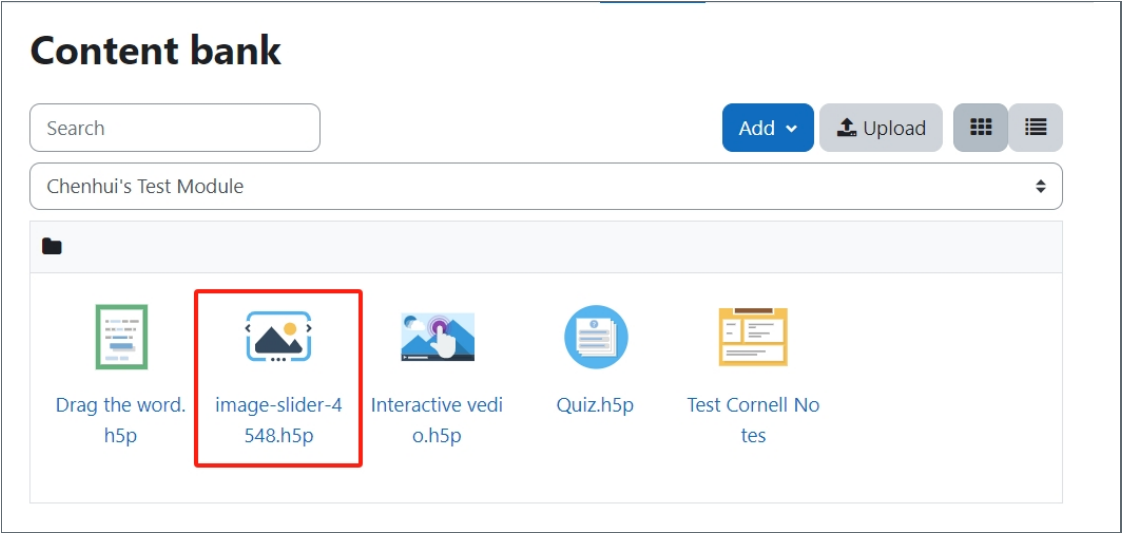 Content bank
Search
Add
Upload
Chenhui's Test Module
Drag the word.
h5p
image-slider-4
548.h5p
Interactive vedi
o.h5p
Quiz.h5p
Test Cornell No
tes